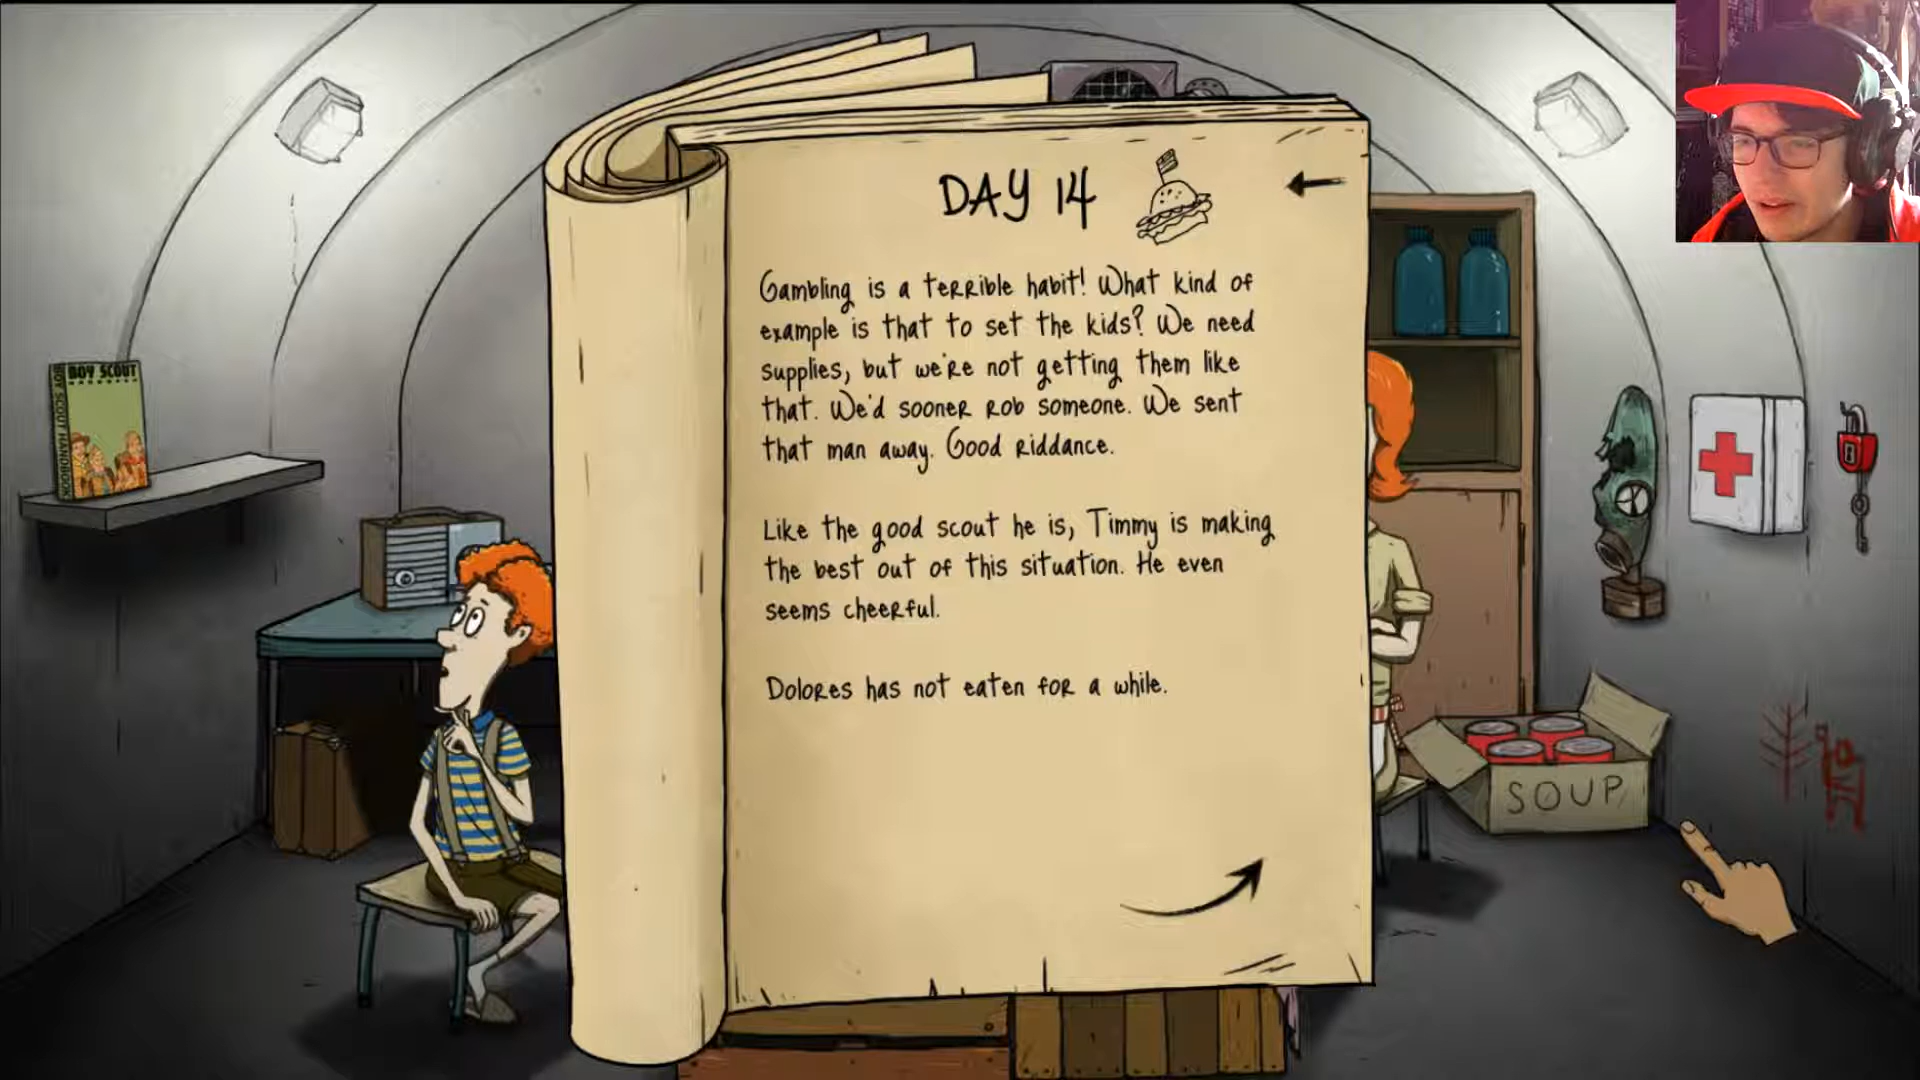 DAY 14
Gambling is a terrible habit! What kind of
example is that to set the kids? We need
supplies, but we're not getting them like
that. We'd sooner rob someone. We sent
that man away. Good riddance.
Like the good scout he is, Timmy is making
the best out of this situation. He even
seems cheerful.
Dolores has not eaten for a while.
BOY SCOUT
BOY SCOUT HANDBOOK
SOUP